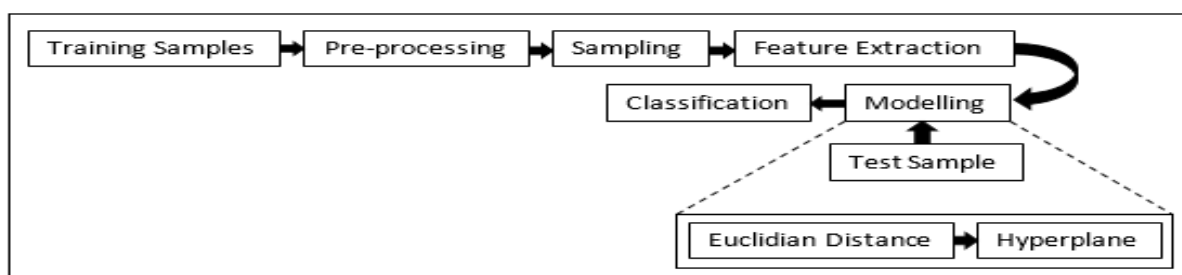 Training Samples
Pre-processing
Sampling
Feature Extraction
Classification
Modelling
Test Sample
Euclidian Distance
Hyperplane